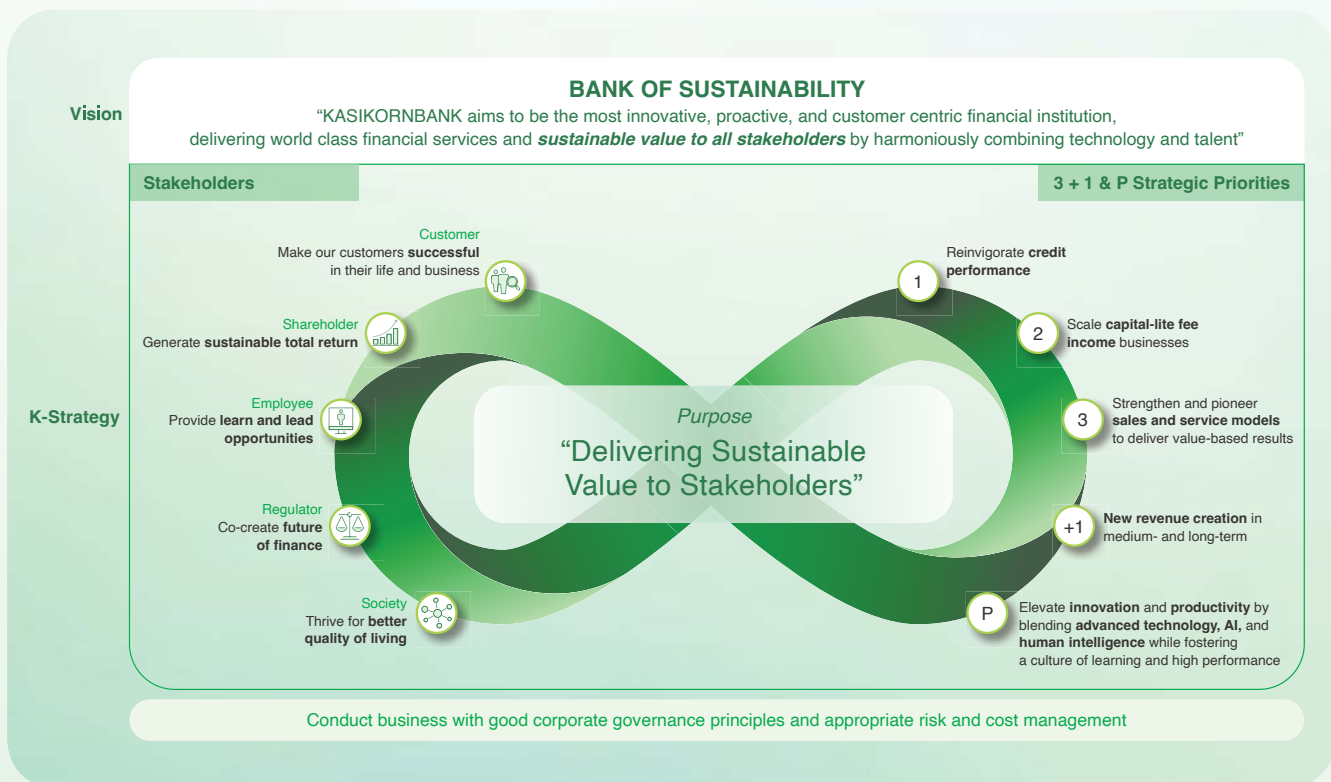 Vision
BANK OF SUSTAINABILITY
“KASIKORNBANK aims to be the most innovative, proactive, and customer centric financial institution,
delivering world class financial services and sustainable value to all stakeholders by harmoniously combining technology and talent”
K-Strategy
Stakeholders
3 + 1 & P Strategic Priorities
Customer
Make our customers successful
in their life and business
Shareholder
Generate sustainable total return
Employee
Provide learn and lead
opportunities
Regulator
Co-create future
of finance
Society
Thrive for better
quality of living
Purpose
“Delivering Sustainable
Value to Stakeholders”
1
Reinvigorate credit
performance
2
Scale capital-lite fee
income businesses
3
Strengthen and pioneer
sales and service models
to deliver value-based results
+1
New revenue creation in
medium- and long-term
P
Elevate innovation and productivity by
blending advanced technology, AI, and
human intelligence while fostering
a culture of learning and high performance
Conduct business with good corporate governance principles and appropriate risk and cost management